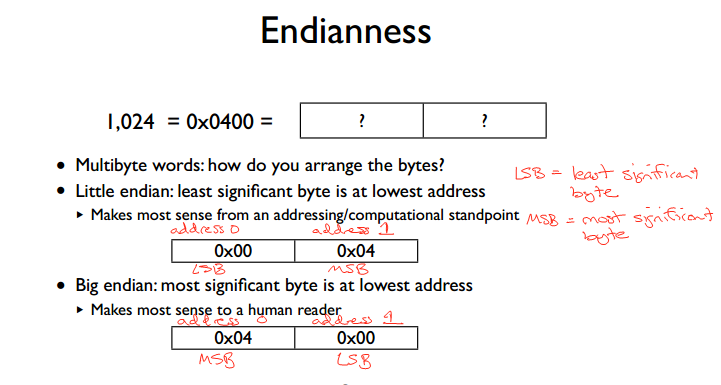 Endianness
1,024 = 0x0400 = ? ?
• Multibyte words: how do you arrange the bytes?
LSB = least significant
byte
• Little endian: least significant byte is at lowest address
▸ Makes most sense from an addressing/computational standpoint
MSB = most significant
byte
address 0 address 1
0x00 0x04
LSB MSB
• Big endian: most significant byte is at lowest address
▸ Makes most sense to a human reader
address 0 address 1
0x04 0x00
MSB LSB